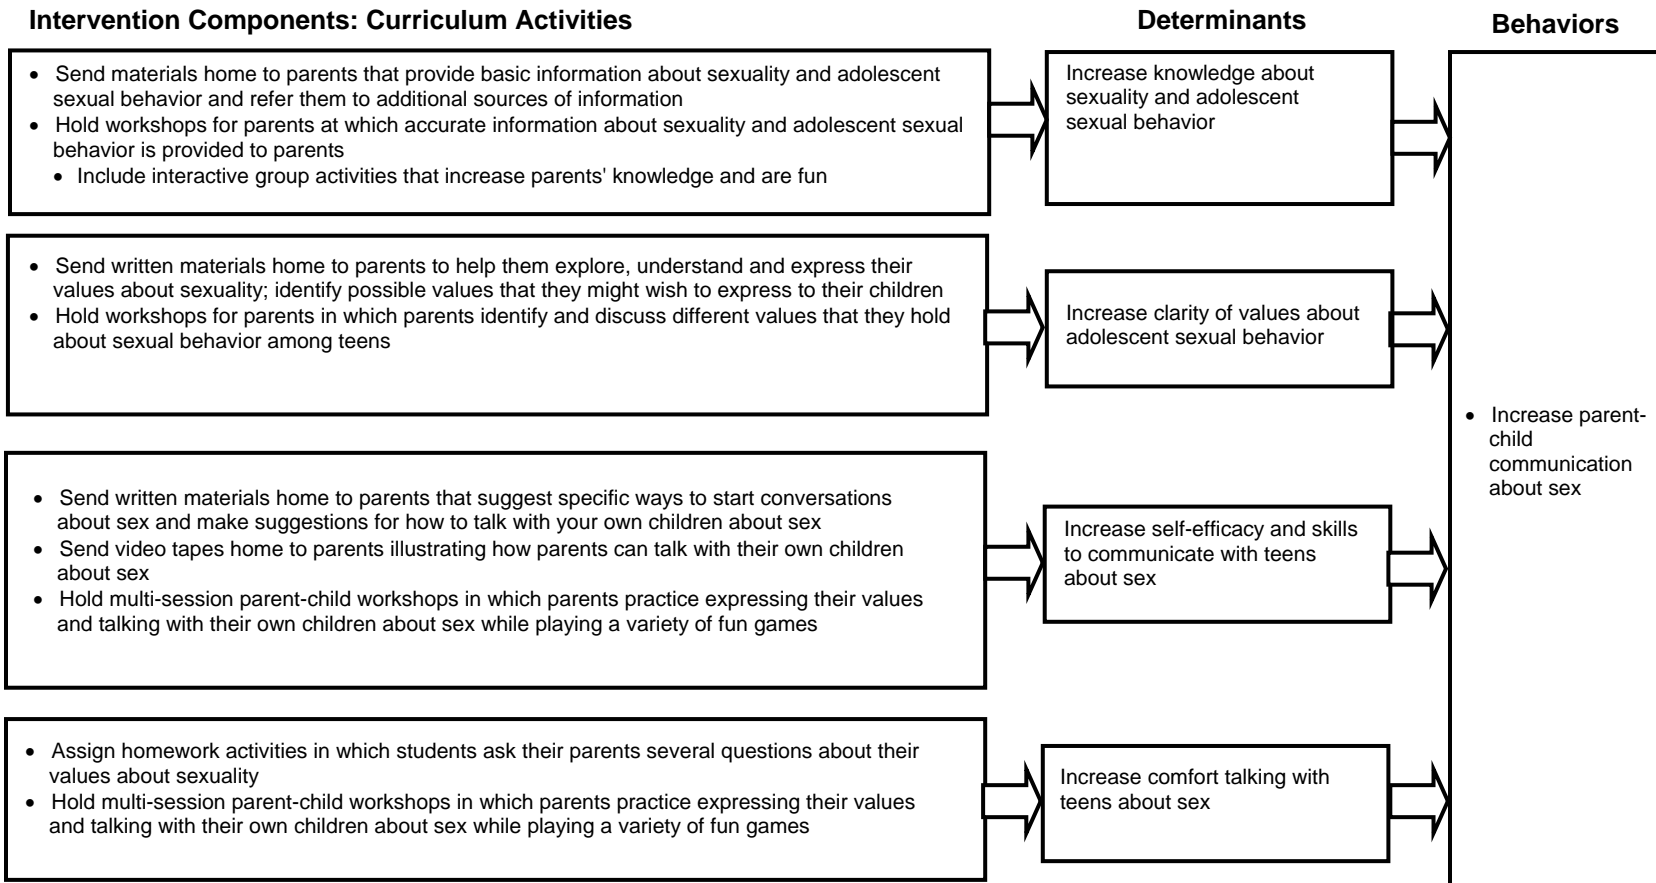 Intervention Components: Curriculum Activities
Determinants
Behaviors
• Send materials home to parents that provide basic information about sexuality and adolescent
sexual behavior and refer them to additional sources of information
• Hold workshops for parents at which accurate information about sexuality and adolescent sexual
behavior is provided to parents
• Include interactive group activities that increase parents' knowledge and are fun
Increase knowledge about
sexuality and adolescent
sexual behavior
• Send written materials home to parents to help them explore, understand and express their
values about sexuality; identify possible values that they might wish to express to their children
• Hold workshops for parents in which parents identify and discuss different values that they hold
about sexual behavior among teens
Increase clarity of values about
adolescent sexual behavior
• Send written materials home to parents that suggest specific ways to start conversations
about sex and make suggestions for how to talk with your own children about sex
• Send video tapes home to parents illustrating how parents can talk with their own children
about sex
• Hold multi-session parent-child workshops in which parents practice expressing their values
and talking with their own children about sex while playing a variety of fun games
Increase self-efficacy and skills
to communicate with teens
about sex
• Assign homework activities in which students ask their parents several questions about their
values about sexuality
• Hold multi-session parent-child workshops in which parents practice expressing their values
and talking with their own children about sex while playing a variety of fun games
Increase comfort talking with
teens about sex
• Increase parent-
child
communication
about sex